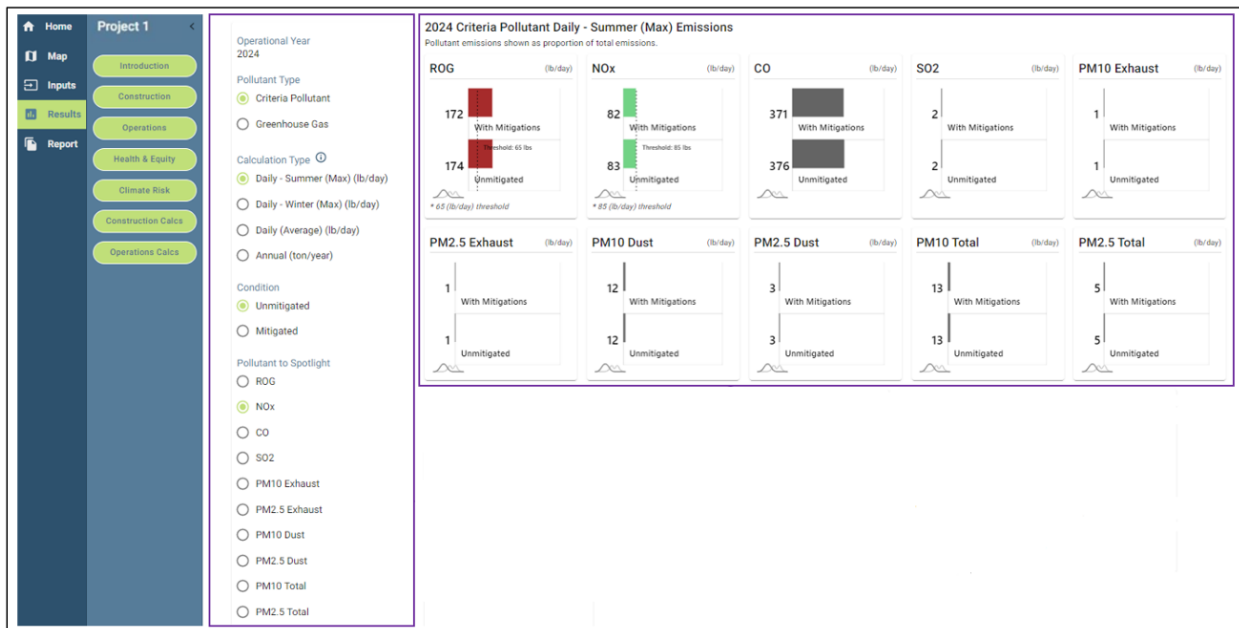 Home
Map
Inputs
Results
Report
Project 1 <
Introduction
Construction
Operations
Health & Equity
Climate Risk
Construction Calcs
Operations Calcs
Operational Year
2024
Pollutant Type
Criteria Pollutant
Greenhouse Gas
Calculation Type
Daily - Summer (Max) (lb/day)
Daily - Winter (Max) (lb/day)
Daily (Average) (lb/day)
Annual (ton/year)
Condition
Unmitigated
Mitigated
Pollutant to Spotlight
ROG
NOx
CO
SO2
PM10 Exhaust
PM2.5 Exhaust
PM10 Dust
PM2.5 Dust
PM10 Total
PM2.5 Total
2024 Criteria Pollutant Daily - Summer (Max) Emissions
Pollutant emissions shown as proportion of total emissions.
ROG (lb/day)
172
With Mitigations
Threshold: 65 lbs
174
Unmitigated
* 65 (lb/day) threshold
NOx (lb/day)
82
With Mitigations
Threshold: 85 lbs
83
Unmitigated
* 85 (lb/day) threshold
CO (lb/day)
371
With Mitigations
376
Unmitigated
SO2 (lb/day)
2
With Mitigations
2
Unmitigated
PM10 Exhaust (lb/day)
1
With Mitigations
1
Unmitigated
PM2.5 Exhaust (lb/day)
1
With Mitigations
1
Unmitigated
PM10 Dust (lb/day)
12
With Mitigations
12
Unmitigated
PM2.5 Dust (lb/day)
3
With Mitigations
3
Unmitigated
PM10 Total (lb/day)
13
With Mitigations
13
Unmitigated
PM2.5 Total (lb/day)
5
With Mitigations
5
Unmitigated